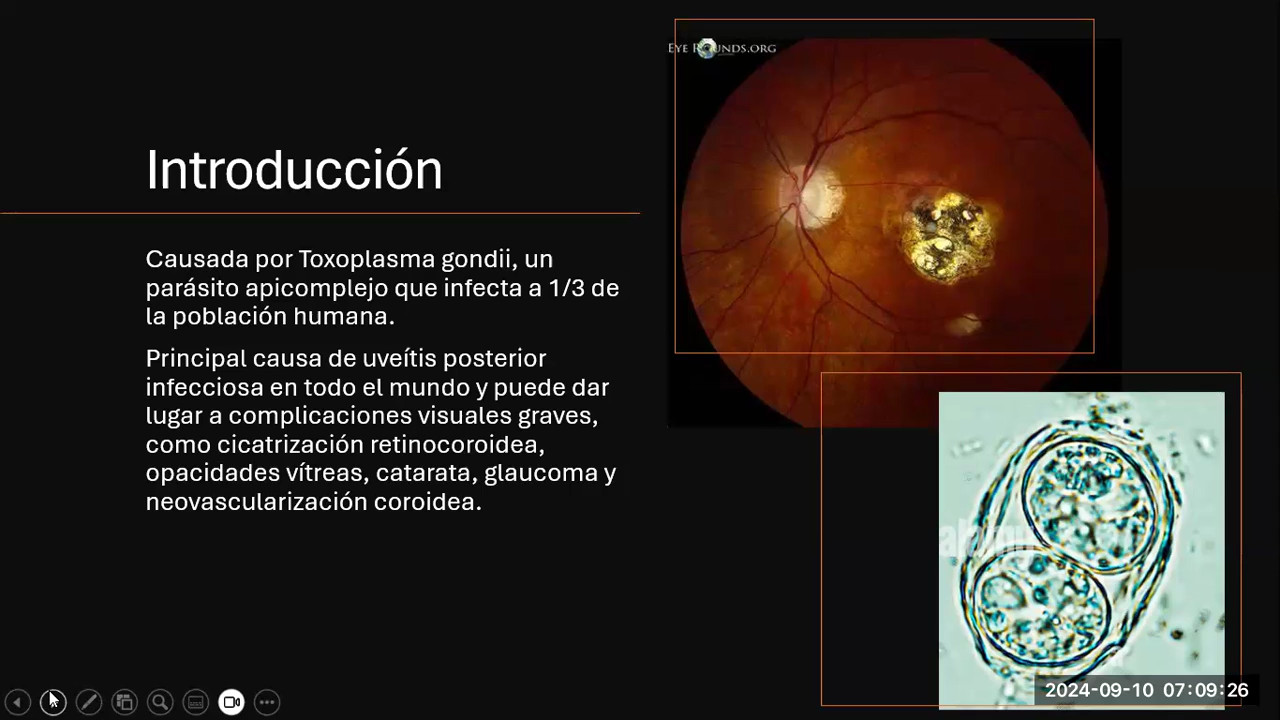 EYE ROUNDS.ORG
Introducción
Causada por Toxoplasma gondii, un
parásito apicomplejo que infecta a 1/3 de
la población humana.
Principal causa de uveítis posterior
infecciosa en todo el mundo y puede dar
lugar a complicaciones visuales graves,
como cicatrización retinocoroidea,
opacidades vítreas, catarata, glaucoma y
neovascularización coroidea.
2024-09-10 07:09:26